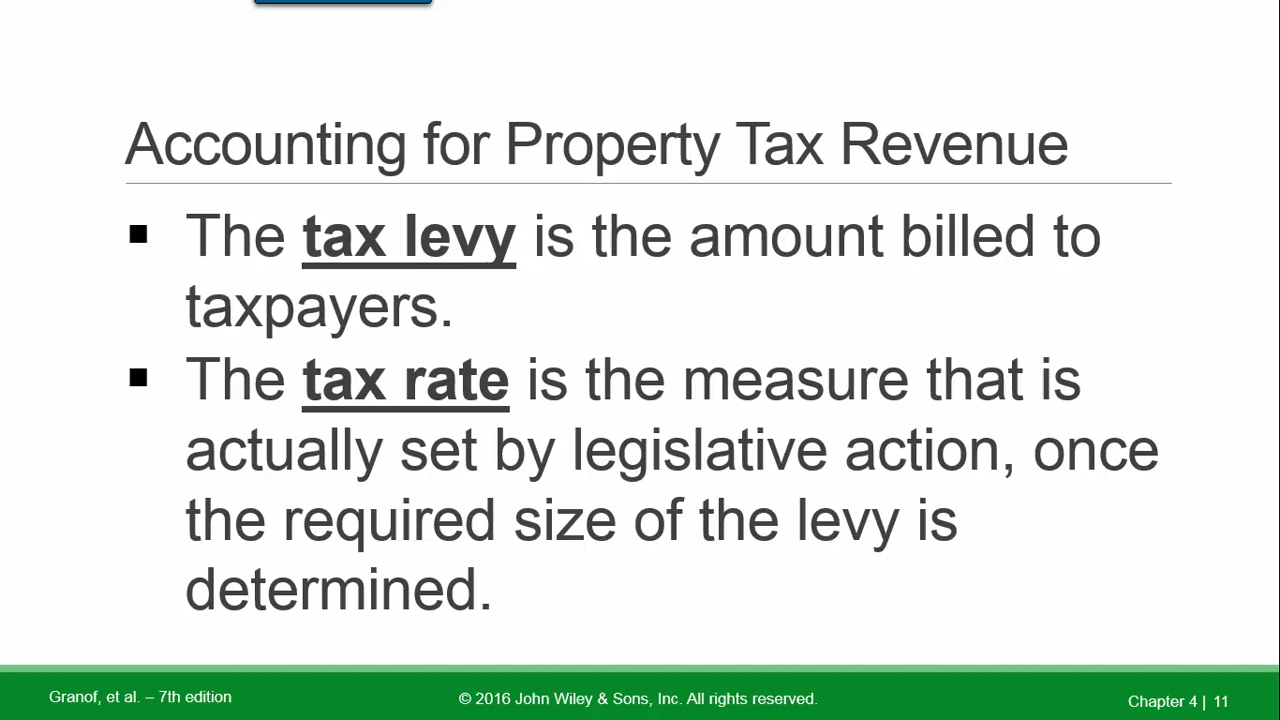 Accounting for Property Tax Revenue
▪ The tax levy is the amount billed to
taxpayers.
▪ The tax rate is the measure that is
actually set by legislative action, once
the required size of the levy is
determined.
Granof, et al. – 7th edition
© 2016 John Wiley & Sons, Inc. All rights reserved.
Chapter 4 | 11